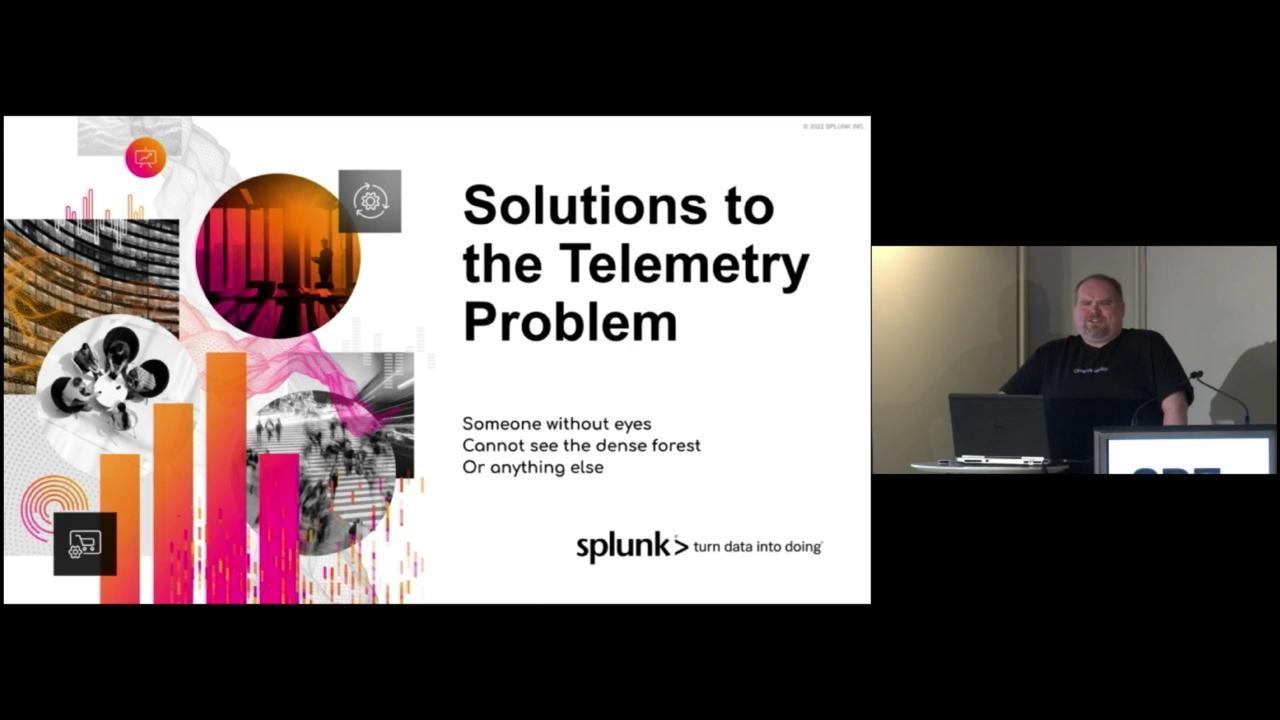 © 2022 SPLUNK INC.
Solutions to
the Telemetry
Problem
Someone without eyes
Cannot see the dense forest
Or anything else
splunk> turn data into doing